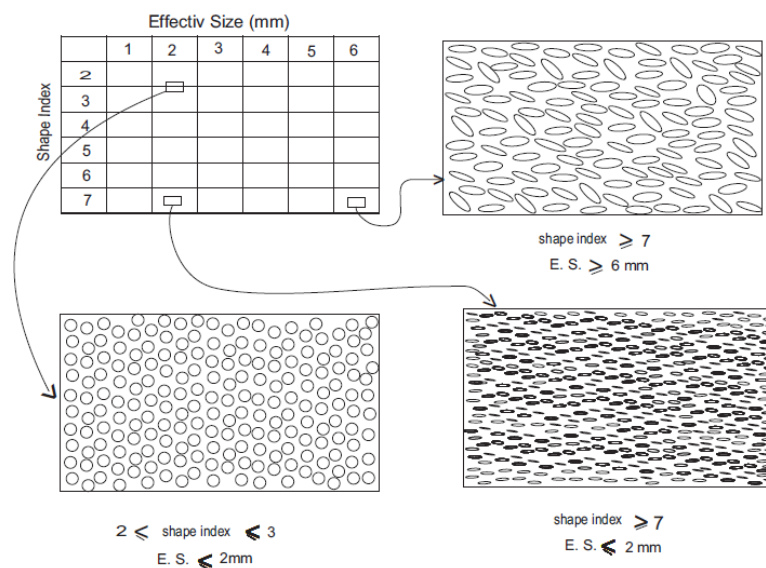 Effectiv Size (mm)
1 2 3 4 5 6
Shape Index
2
3
4
5
6
7
shape index ⩾ 7
E. S. ⩾ 6 mm
2 ⩽ shape index ⩽ 3
E. S. ⩽ 2mm
shape index ⩾ 7
E. S. ⩽ 2 mm